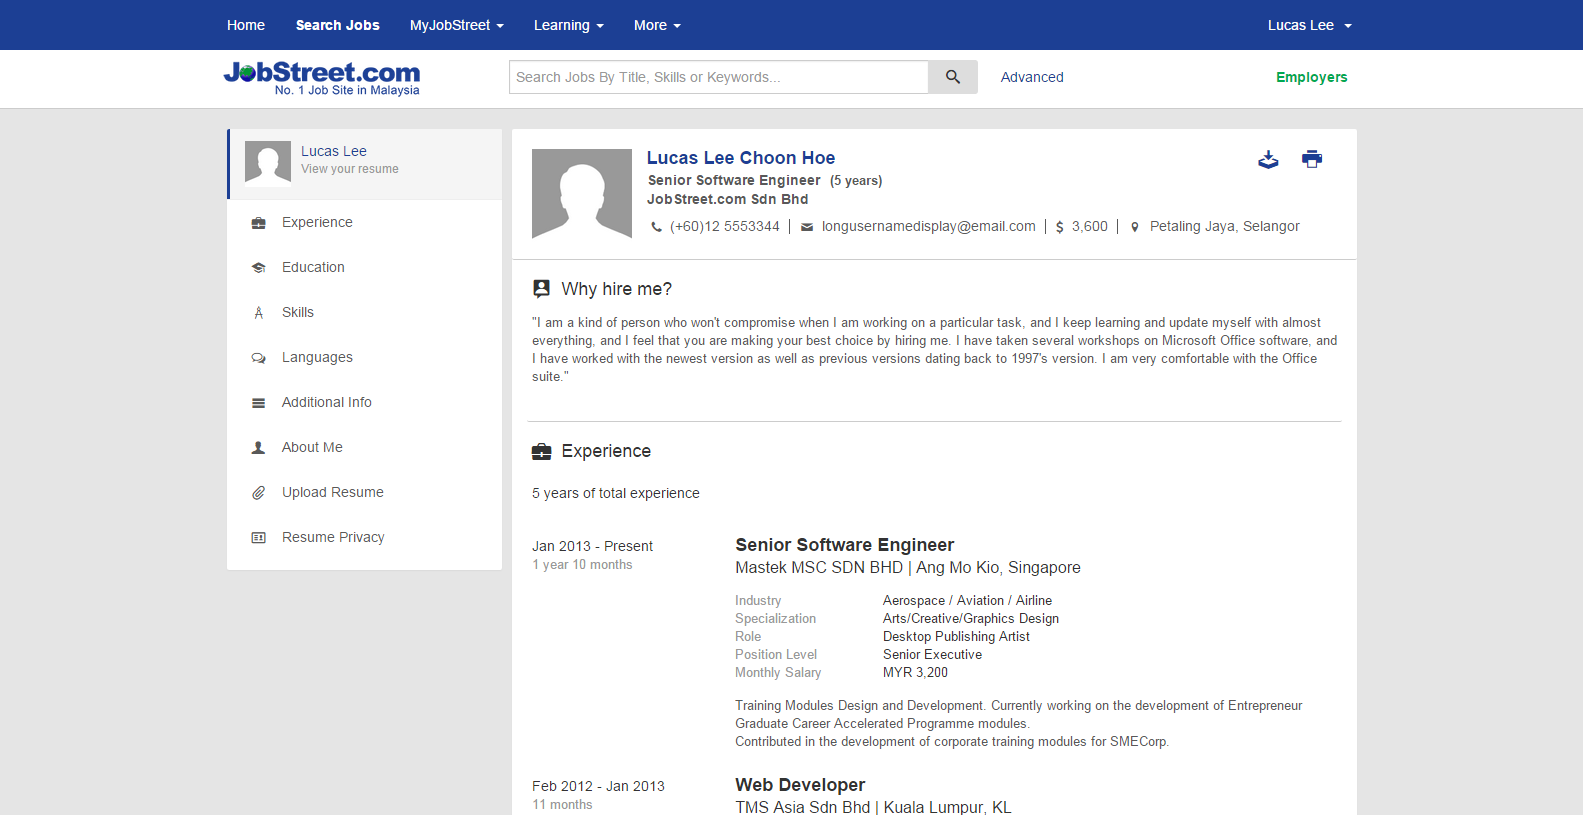 Home Search Jobs MyJobStreet Learning More Lucas Lee
JobStreet.com
No. 1 Job Site in Malaysia
Search Jobs By Title, Skills or Keywords...
Advanced
Employers
Lucas Lee
View your resume
Experience
Education
Skills
Languages
Additional Info
About Me
Upload Resume
Resume Privacy
Lucas Lee Choon Hoe
Senior Software Engineer (5 years)
JobStreet.com Sdn Bhd
(+60)12 5553344 | longusernamedisplay@email.com | $ 3,600 | Petaling Jaya, Selangor
Why hire me?
"I am a kind of person who won't compromise when I am working on a particular task, and I keep learning and update myself with almost
everything, and I feel that you are making your best choice by hiring me. I have taken several workshops on Microsoft Office software, and
I have worked with the newest version as well as previous versions dating back to 1997's version. I am very comfortable with the Office
suite."
Experience
5 years of total experience
Jan 2013 - Present
1 year 10 months
Senior Software Engineer
Mastek MSC SDN BHD | Ang Mo Kio, Singapore
Industry Aerospace / Aviation / Airline
Specialization Arts/Creative/Graphics Design
Role Desktop Publishing Artist
Position Level Senior Executive
Monthly Salary MYR 3,200
Training Modules Design and Development. Currently working on the development of Entrepreneur
Graduate Career Accelerated Programme modules.
Contributed in the development of corporate training modules for SMECorp.
Feb 2012 - Jan 2013
11 months
Web Developer
TMS Asia Sdn Bhd | Kuala Lumpur, KL